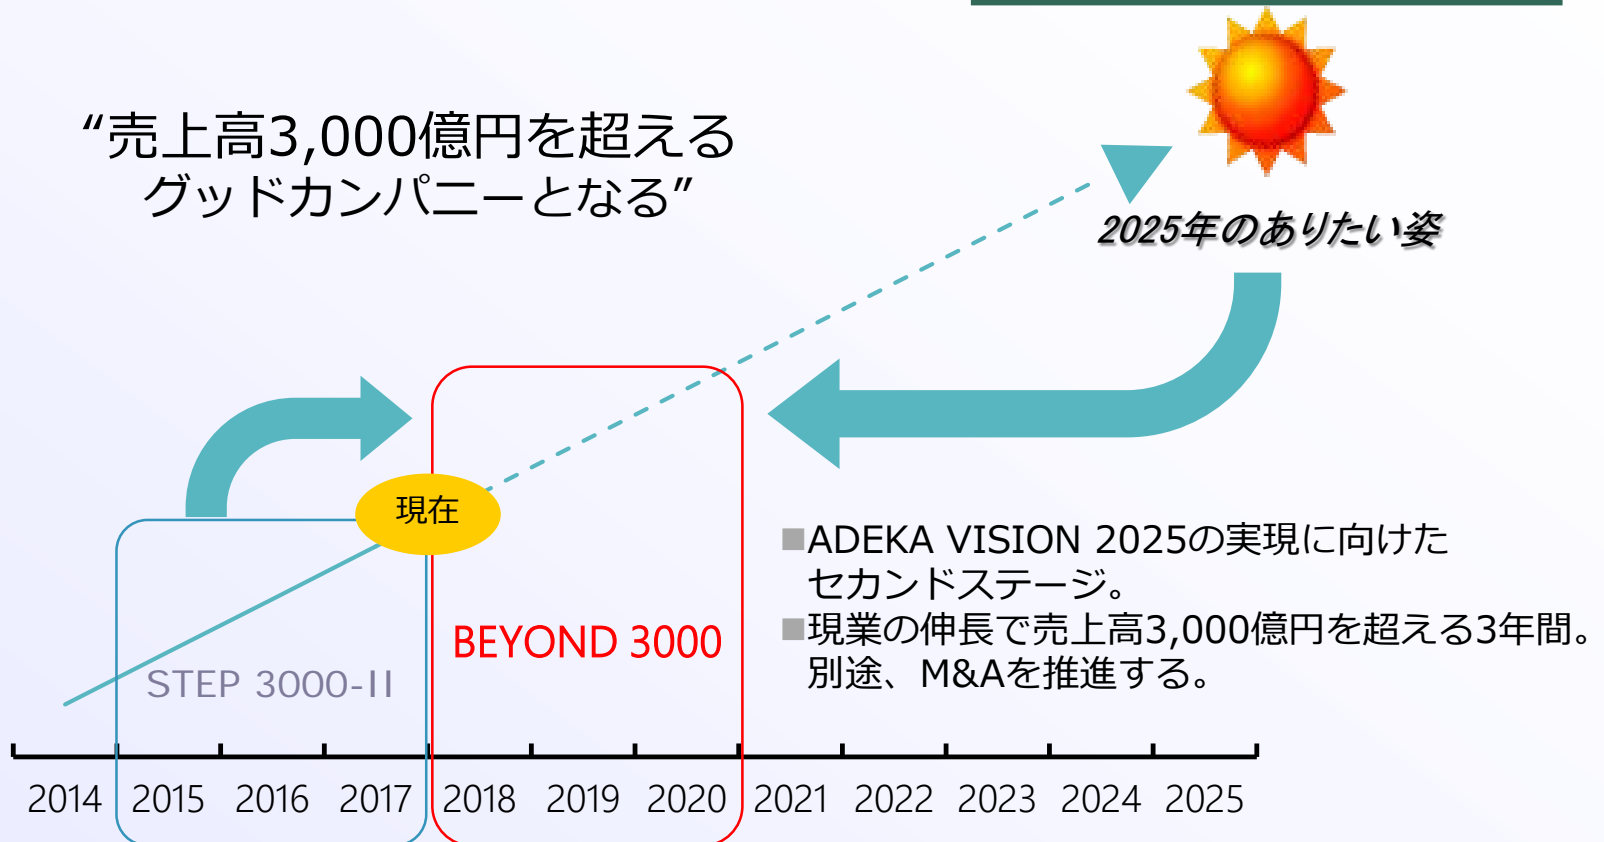 “売上高3,000億円を超える
グッドカンパニーとなる”
2025年のありたい姿
現在
■ADEKA VISION 2025の実現に向けた
セカンドステージ。
■現業の伸長で売上高3,000億円を超える3年間。
別途、M&Aを推進する。
BEYOND 3000
STEP 3000-II
2014 2015 2016 2017 2018 2019 2020 2021 2022 2023 2024 2025